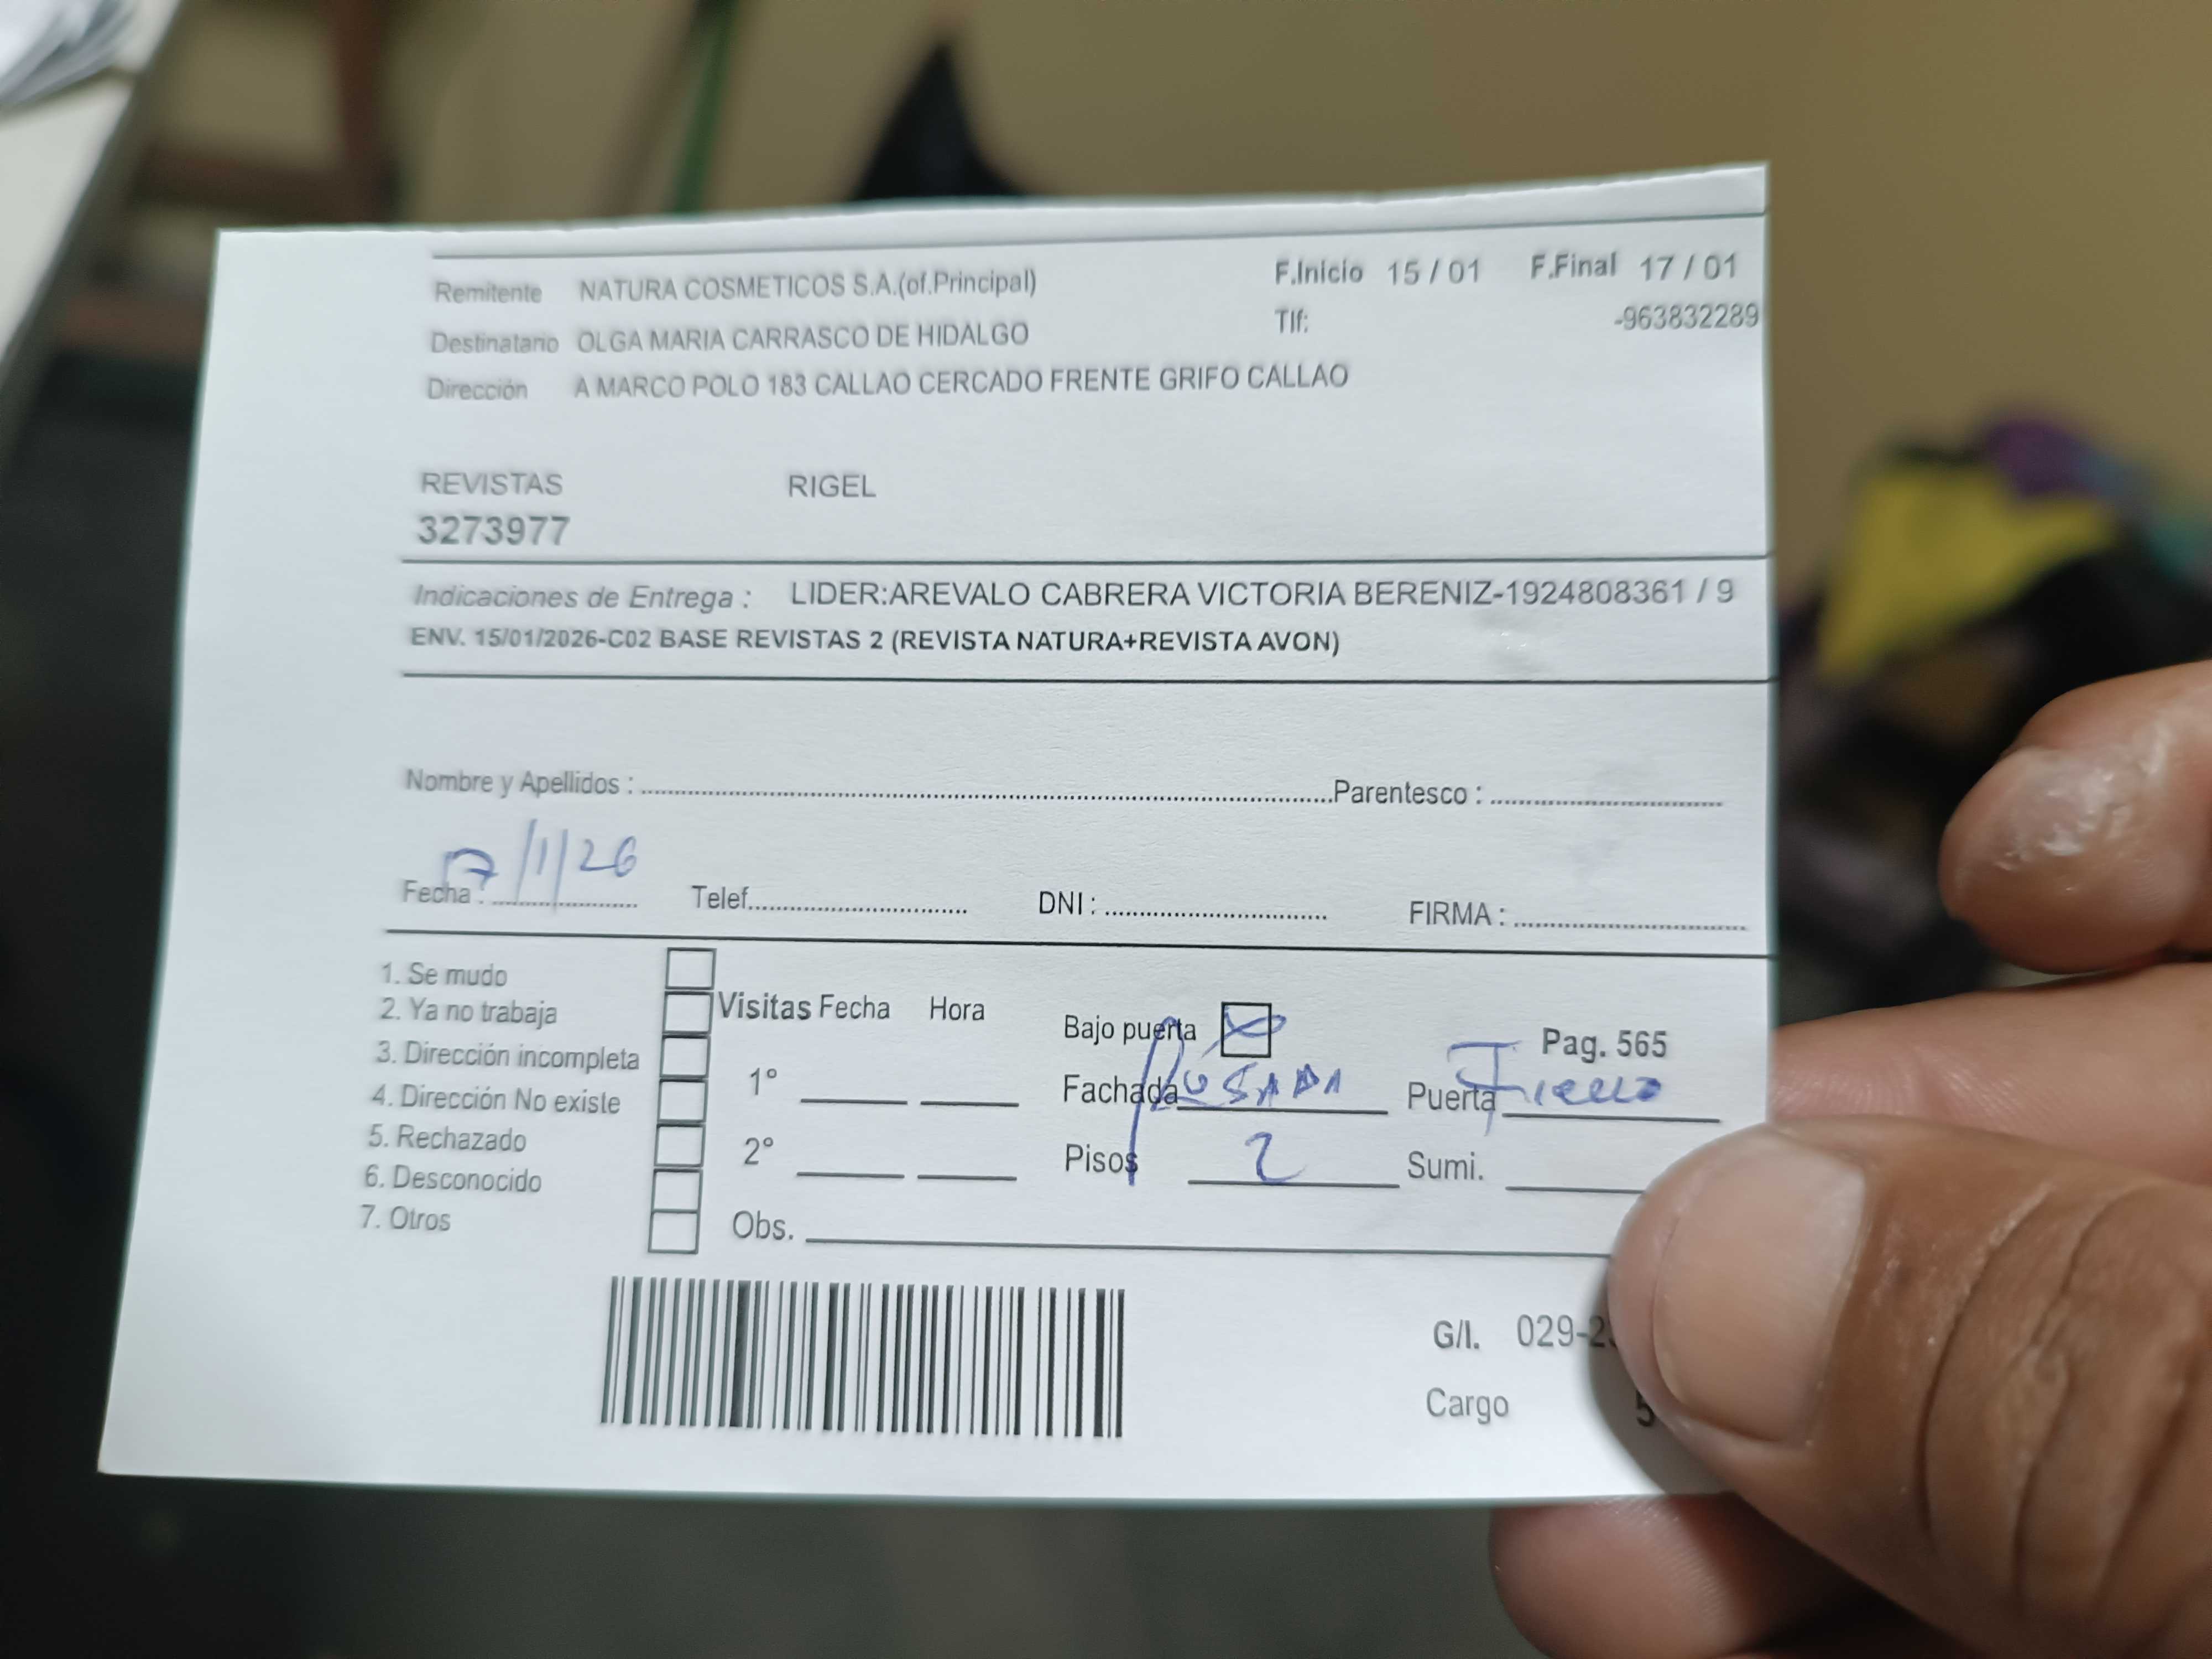 Remitente NATURA COSMETICOS S.A.(of.Principal) F.Inicio 15 / 01 F.Final 17 / 01
Destinatario OLGA MARIA CARRASCO DE HIDALGO Tlf: -963832289
Dirección A MARCO POLO 183 CALLAO CERCADO FRENTE GRIFO CALLAO
REVISTAS RIGEL
3273977
Indicaciones de Entrega : LIDER:AREVALO CABRERA VICTORIA BERENIZ-1924808361 / 9
ENV. 15/01/2026-C02 BASE REVISTAS 2 (REVISTA NATURA+REVISTA AVON)
Nombre y Apellidos : Parentesco :
Fecha : /1/26 Telef. DNI : FIRMA :
1. Se mudo
2. Ya no trabaja Visitas Fecha Hora Bajo puerta Pag. 565
3. Dirección incompleta
4. Dirección No existe 1° Fachada ROSADA Puerta Fierro
5. Rechazado
6. Desconocido 2° Pisos 2 Sumi.
7. Otros Obs.
G/I. 029-2
Cargo 5